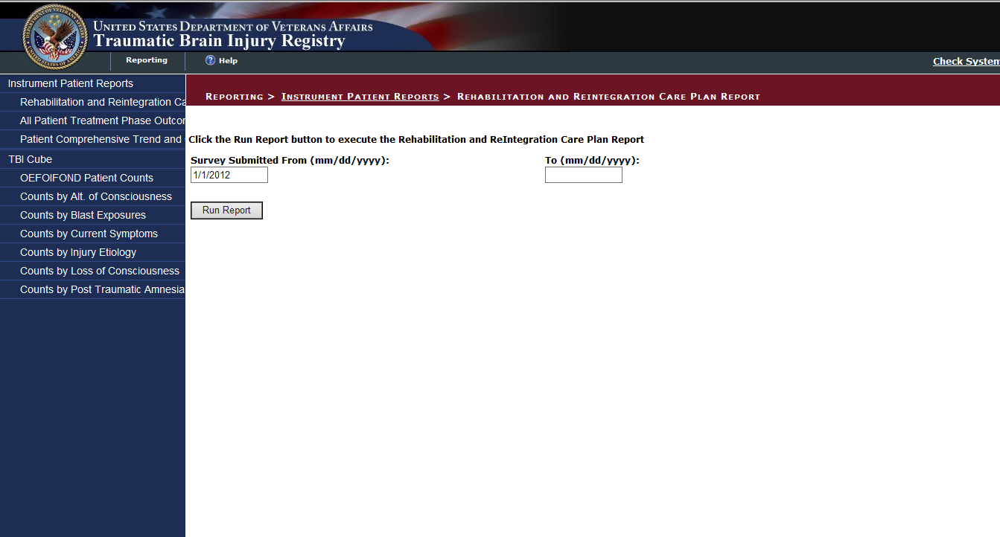 UNITED STATES DEPARTMENT OF VETERANS AFFAIRS
Traumatic Brain Injury Registry
Reporting
? Help
Check System
Instrument Patient Reports
Rehabilitation and Reintegration Ca
All Patient Treatment Phase Outcor
Patient Comprehensive Trend and
TBI Cube
OEFOIFOND Patient Counts
Counts by Alt. of Consciousness
Counts by Blast Exposures
Counts by Current Symptoms
Counts by Injury Etiology
Counts by Loss of Consciousness
Counts by Post Traumatic Amnesia
REPORTING > INSTRUMENT PATIENT REPORTS > REHABILITATION AND REINTEGRATION CARE PLAN REPORT
Click the Run Report button to execute the Rehabilitation and ReIntegration Care Plan Report
Survey Submitted From (mm/dd/yyyy):
To (mm/dd/yyyy):
1/1/2012
Run Report